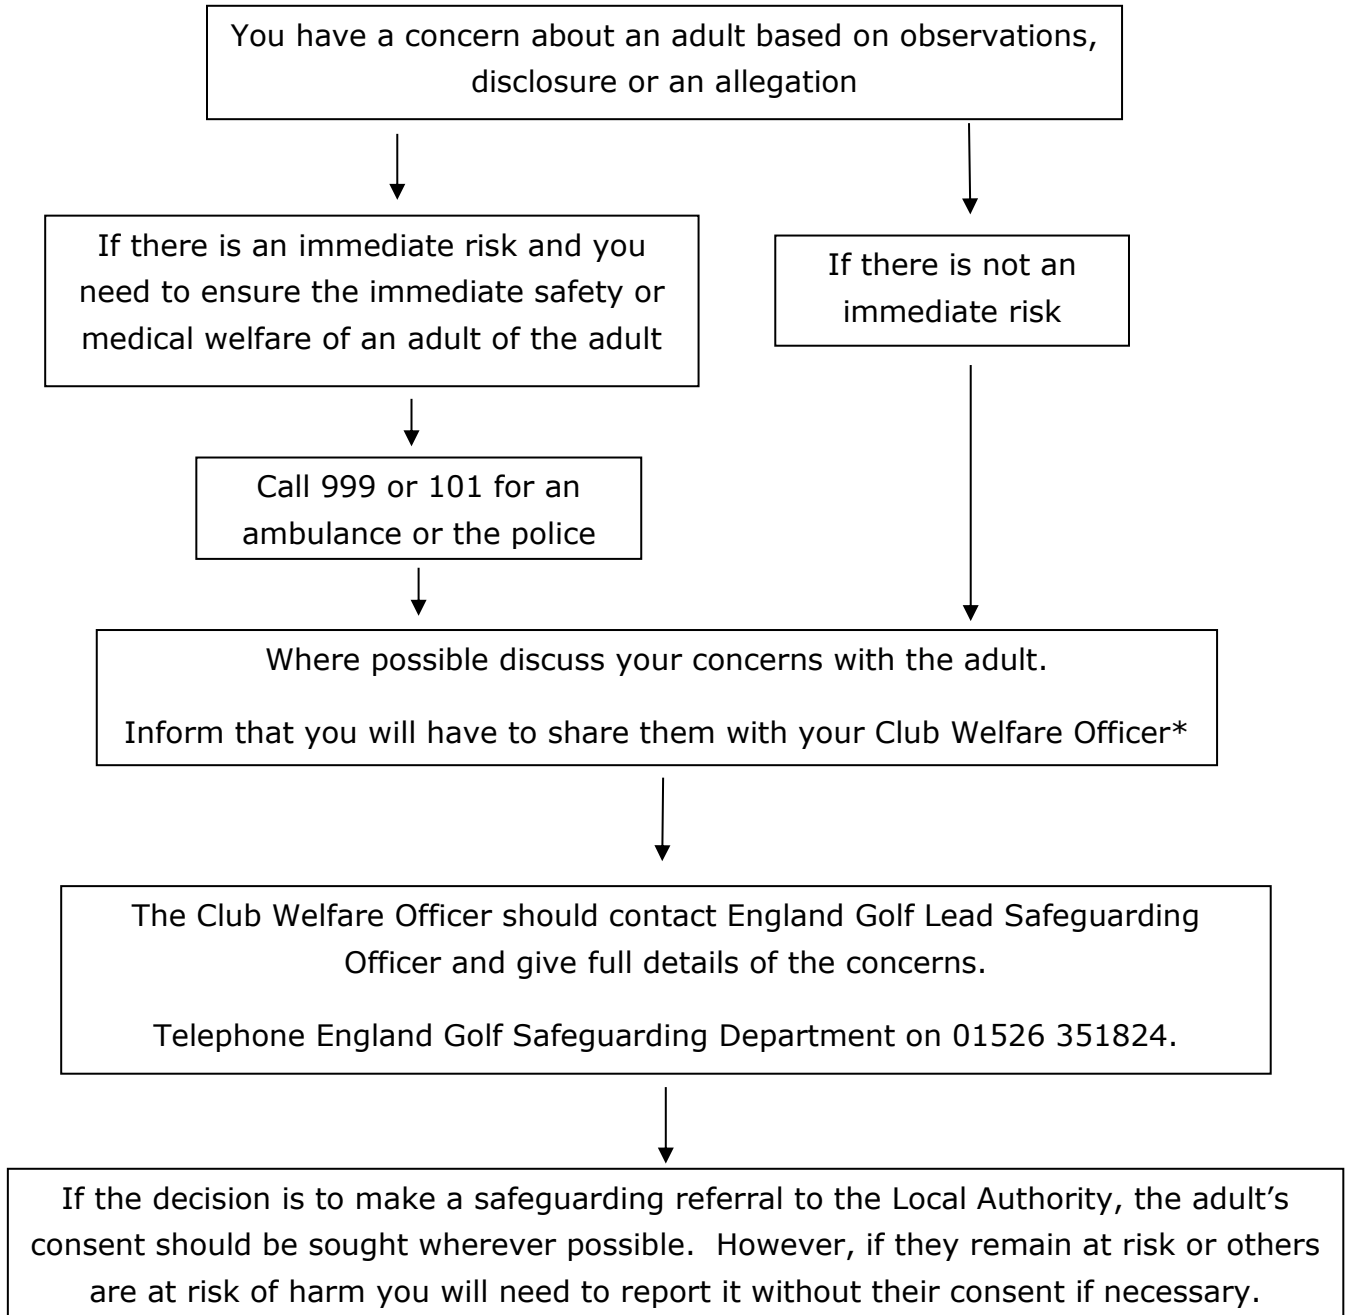 You have a concern about an adult based on observations,
disclosure or an allegation
If there is an immediate risk and you
need to ensure the immediate safety or
medical welfare of an adult of the adult
If there is not an
immediate risk
Call 999 or 101 for an
ambulance or the police
Where possible discuss your concerns with the adult.
Inform that you will have to share them with your Club Welfare Officer*
The Club Welfare Officer should contact England Golf Lead Safeguarding
Officer and give full details of the concerns.
Telephone England Golf Safeguarding Department on 01526 351824.
If the decision is to make a safeguarding referral to the Local Authority, the adult’s
consent should be sought wherever possible.  However, if they remain at risk or others
are at risk of harm you will need to report it without their consent if necessary.